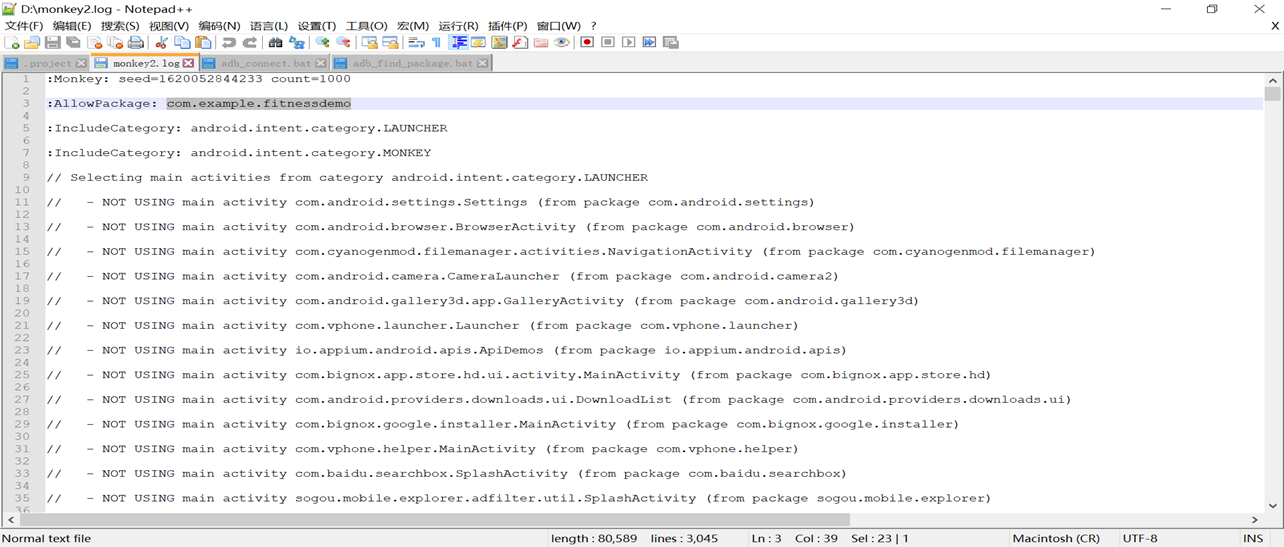 D:\monkey2.log - Notepad++
文件(F) 编辑(E) 搜索(S) 视图(V) 编码(N) 语言(L) 设置(T) 工具(O) 宏(M) 运行(R) 插件(P) 窗口(W) ? X
.project monkey2.log adb_connect.bat adb_find_package.bat
1 :Monkey: seed=1620052844233 count=1000
2
3 :AllowPackage: com.example.fitnessdemo
4
5 :IncludeCategory: android.intent.category.LAUNCHER
6
7 :IncludeCategory: android.intent.category.MONKEY
8
9 // Selecting main activities from category android.intent.category.LAUNCHER
10
11 //   - NOT USING main activity com.android.settings.Settings (from package com.android.settings)
12
13 //   - NOT USING main activity com.android.browser.BrowserActivity (from package com.android.browser)
14
15 //   - NOT USING main activity com.cyanogenmod.filemanager.activities.NavigationActivity (from package com.cyanogenmod.filemanager)
16
17 //   - NOT USING main activity com.android.camera.CameraLauncher (from package com.android.camera2)
18
19 //   - NOT USING main activity com.android.gallery3d.app.GalleryActivity (from package com.android.gallery3d)
20
21 //   - NOT USING main activity com.vphone.launcher.Launcher (from package com.vphone.launcher)
22
23 //   - NOT USING main activity io.appium.android.apis.ApiDemos (from package io.appium.android.apis)
24
25 //   - NOT USING main activity com.bignox.app.store.hd.ui.activity.MainActivity (from package com.bignox.app.store.hd)
26
27 //   - NOT USING main activity com.android.providers.downloads.ui.DownloadList (from package com.android.providers.downloads.ui)
28
29 //   - NOT USING main activity com.bignox.google.installer.MainActivity (from package com.bignox.google.installer)
30
31 //   - NOT USING main activity com.vphone.helper.MainActivity (from package com.vphone.helper)
32
33 //   - NOT USING main activity com.baidu.searchbox.SplashActivity (from package com.baidu.searchbox)
34
35 //   - NOT USING main activity sogou.mobile.explorer.adfilter.util.SplashActivity (from package sogou.mobile.explorer)
36
Normal text file length : 80,589 lines : 3,045 Ln : 3 Col : 39 Sel : 23 | 1 Macintosh (CR) UTF-8 INS